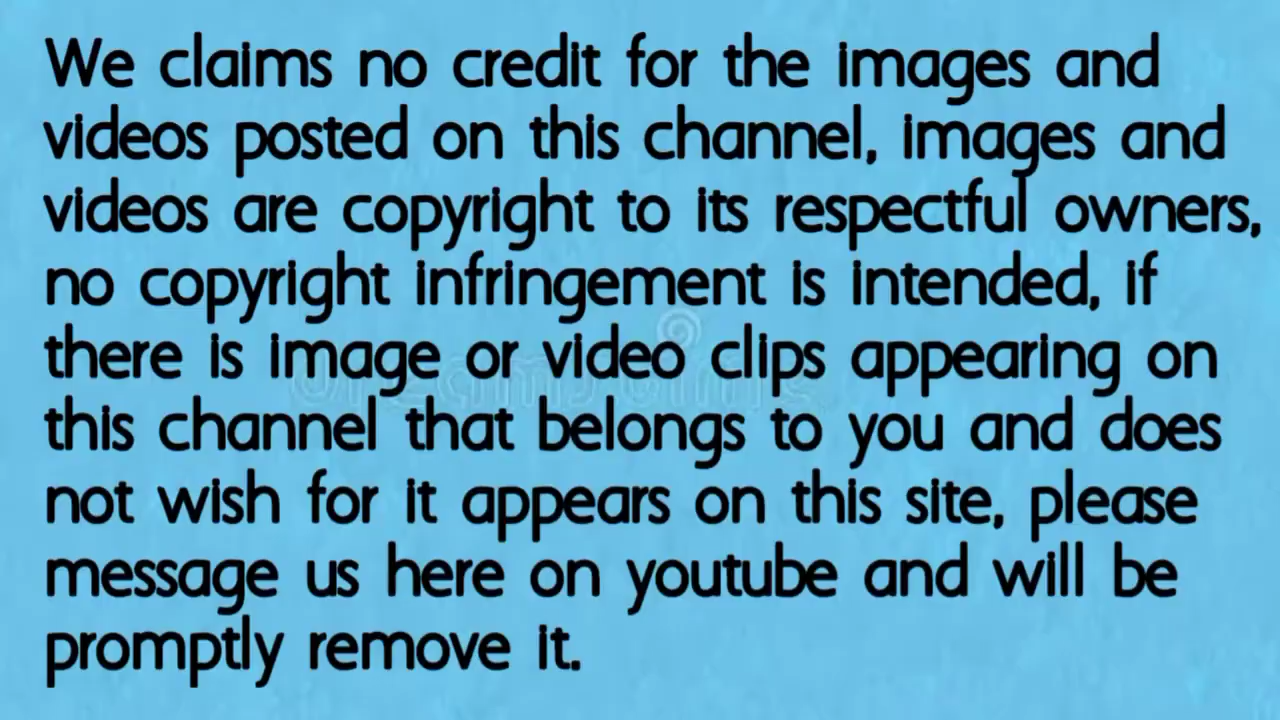 We claims no credit for the images and
videos posted on this channel, images and
videos are copyright to its respectful owners,
no copyright infringement is intended, if
there is image or video clips appearing on
this channel that belongs to you and does
not wish for it appears on this site, please
message us here on youtube and will be
promptly remove it.